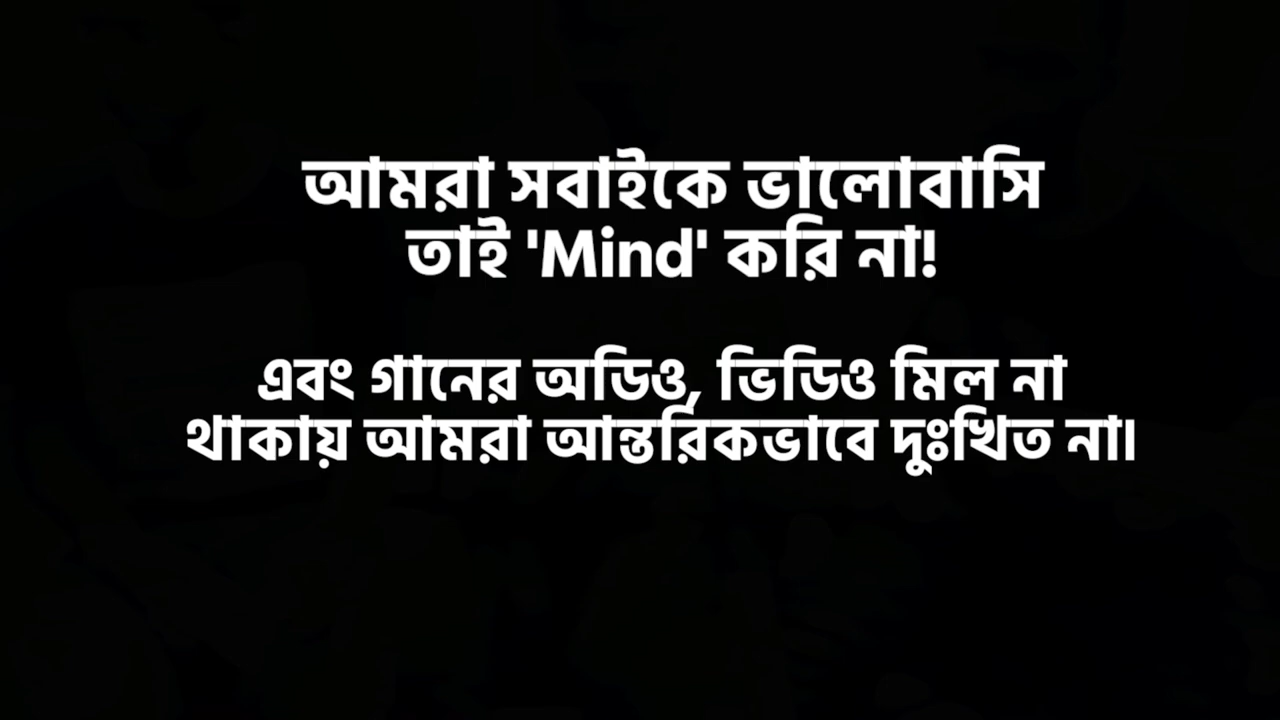 আমরা সবাইকে ভালোবাসি
তাই 'Mind' করি না!
এবং গানের অডিও, ভিডিও মিল না
থাকায় আমরা আন্তরিকভাবে দুঃখিত না।